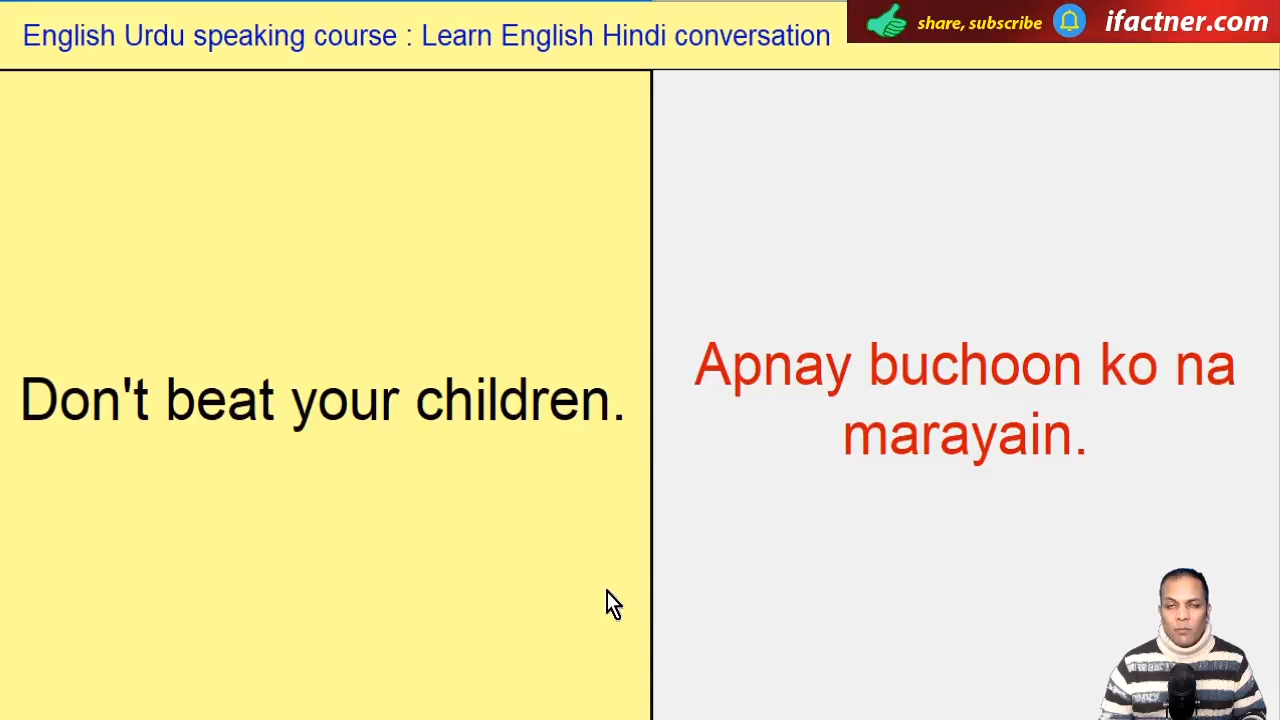 English Urdu speaking course : Learn English Hindi conversation
share, subscribe
ifactner.com
Don't beat your children.
Apnay buchoon ko na
marayain.